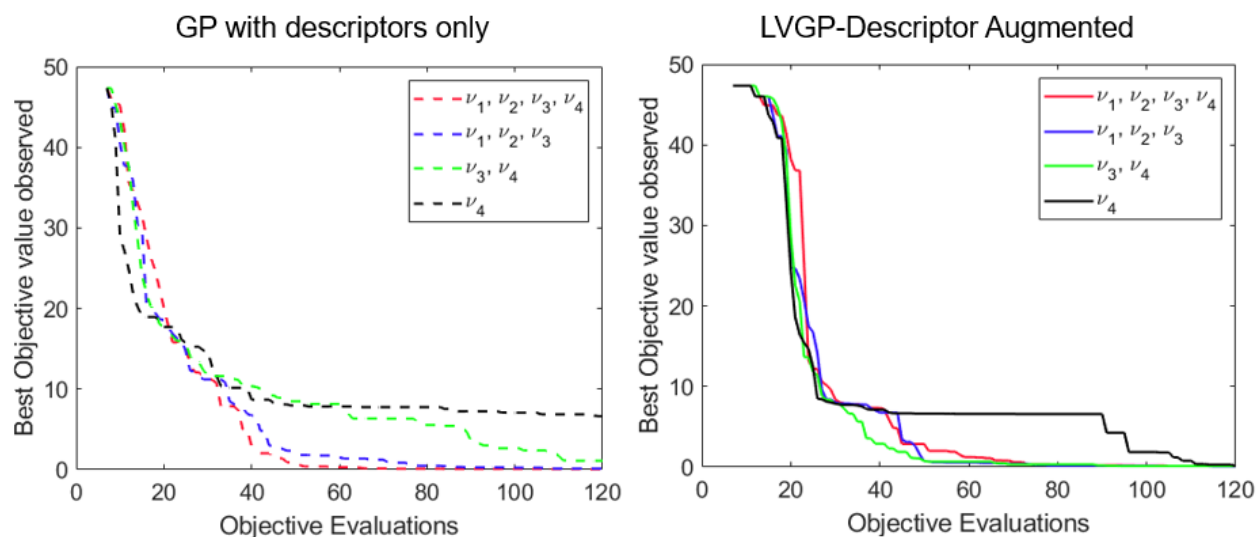 GP with descriptors only
Best Objective value observed
50
40
30
20
10
0
ν₁, ν₂, ν₃, ν₄
ν₁, ν₂, ν₃
ν₃, ν₄
ν₄
0 20 40 60 80 100 120
Objective Evaluations
LVGP-Descriptor Augmented
Best Objective value observed
50
40
30
20
10
0
ν₁, ν₂, ν₃, ν₄
ν₁, ν₂, ν₃
ν₃, ν₄
ν₄
0 20 40 60 80 100 120
Objective Evaluations